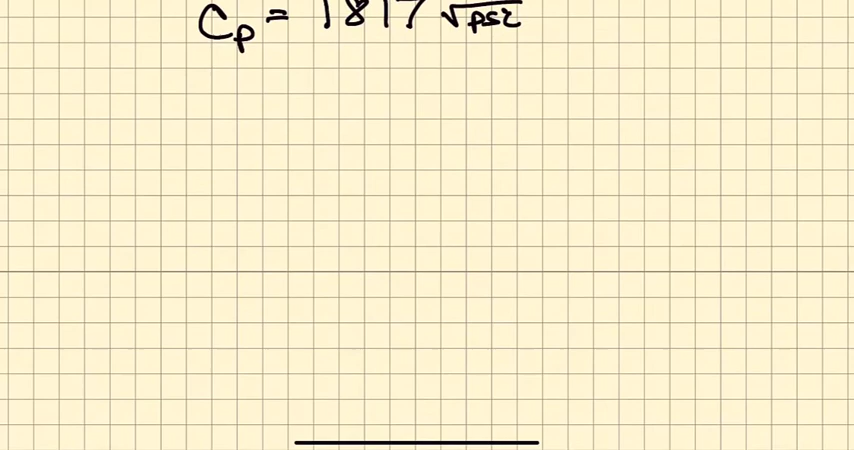 Cp = 1817 √psi